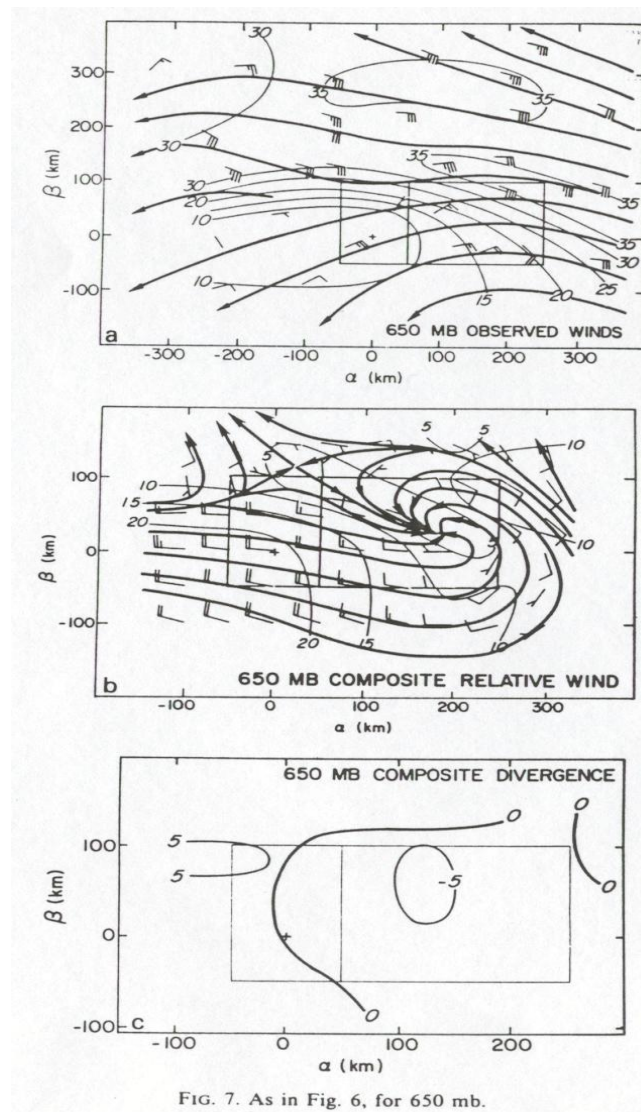 30
300
35
35
200
β (km)
30
35
100
30
20
10
35
0
35
30
10
25
20
15
-100
a
650 MB OBSERVED WINDS
-300 -200 -100 0 100 200 300
α (km)
5
5
10
100
5
10
15
20
β (km)
0
10
-100
20
15
10
b
650 MB COMPOSITE RELATIVE WIND
-100 0 100 200 300
α (km)
650 MB COMPOSITE DIVERGENCE
0
0
100
5
5
-5
0
β (km)
0
0
-100
c
-100 0 100 200
α (km)
FIG. 7. As in Fig. 6, for 650 mb.